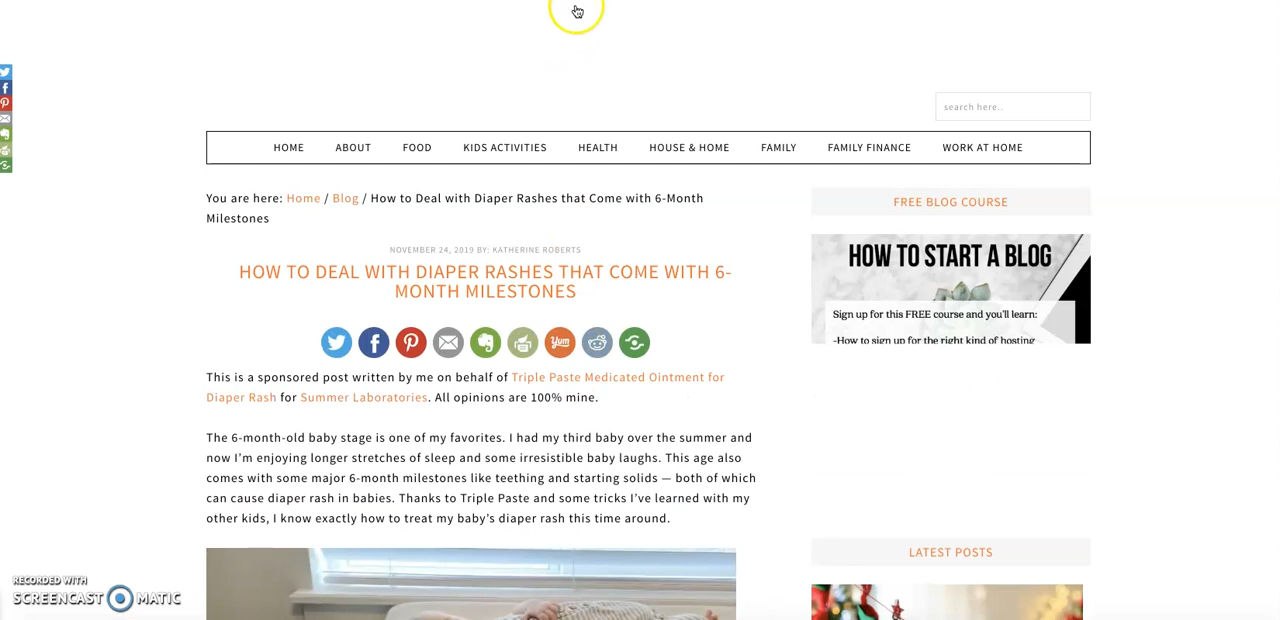 search here..
HOME ABOUT FOOD KIDS ACTIVITIES HEALTH HOUSE & HOME FAMILY FAMILY FINANCE WORK AT HOME
You are here: Home / Blog / How to Deal with Diaper Rashes that Come with 6-Month
Milestones
NOVEMBER 24, 2019 BY: KATHERINE ROBERTS
HOW TO DEAL WITH DIAPER RASHES THAT COME WITH 6-
MONTH MILESTONES
Yum
This is a sponsored post written by me on behalf of Triple Paste Medicated Ointment for
Diaper Rash for Summer Laboratories. All opinions are 100% mine.
The 6-month-old baby stage is one of my favorites. I had my third baby over the summer and
now I'm enjoying longer stretches of sleep and some irresistible baby laughs. This age also
comes with some major 6-month milestones like teething and starting solids — both of which
can cause diaper rash in babies. Thanks to Triple Paste and some tricks I've learned with my
other kids, I know exactly how to treat my baby's diaper rash this time around.
FREE BLOG COURSE
HOW TO START A BLOG
Sign up for this FREE course and you'll learn:
-How to sign up for the right kind of hosting
LATEST POSTS
RECORDED WITH
SCREENCAST MATIC